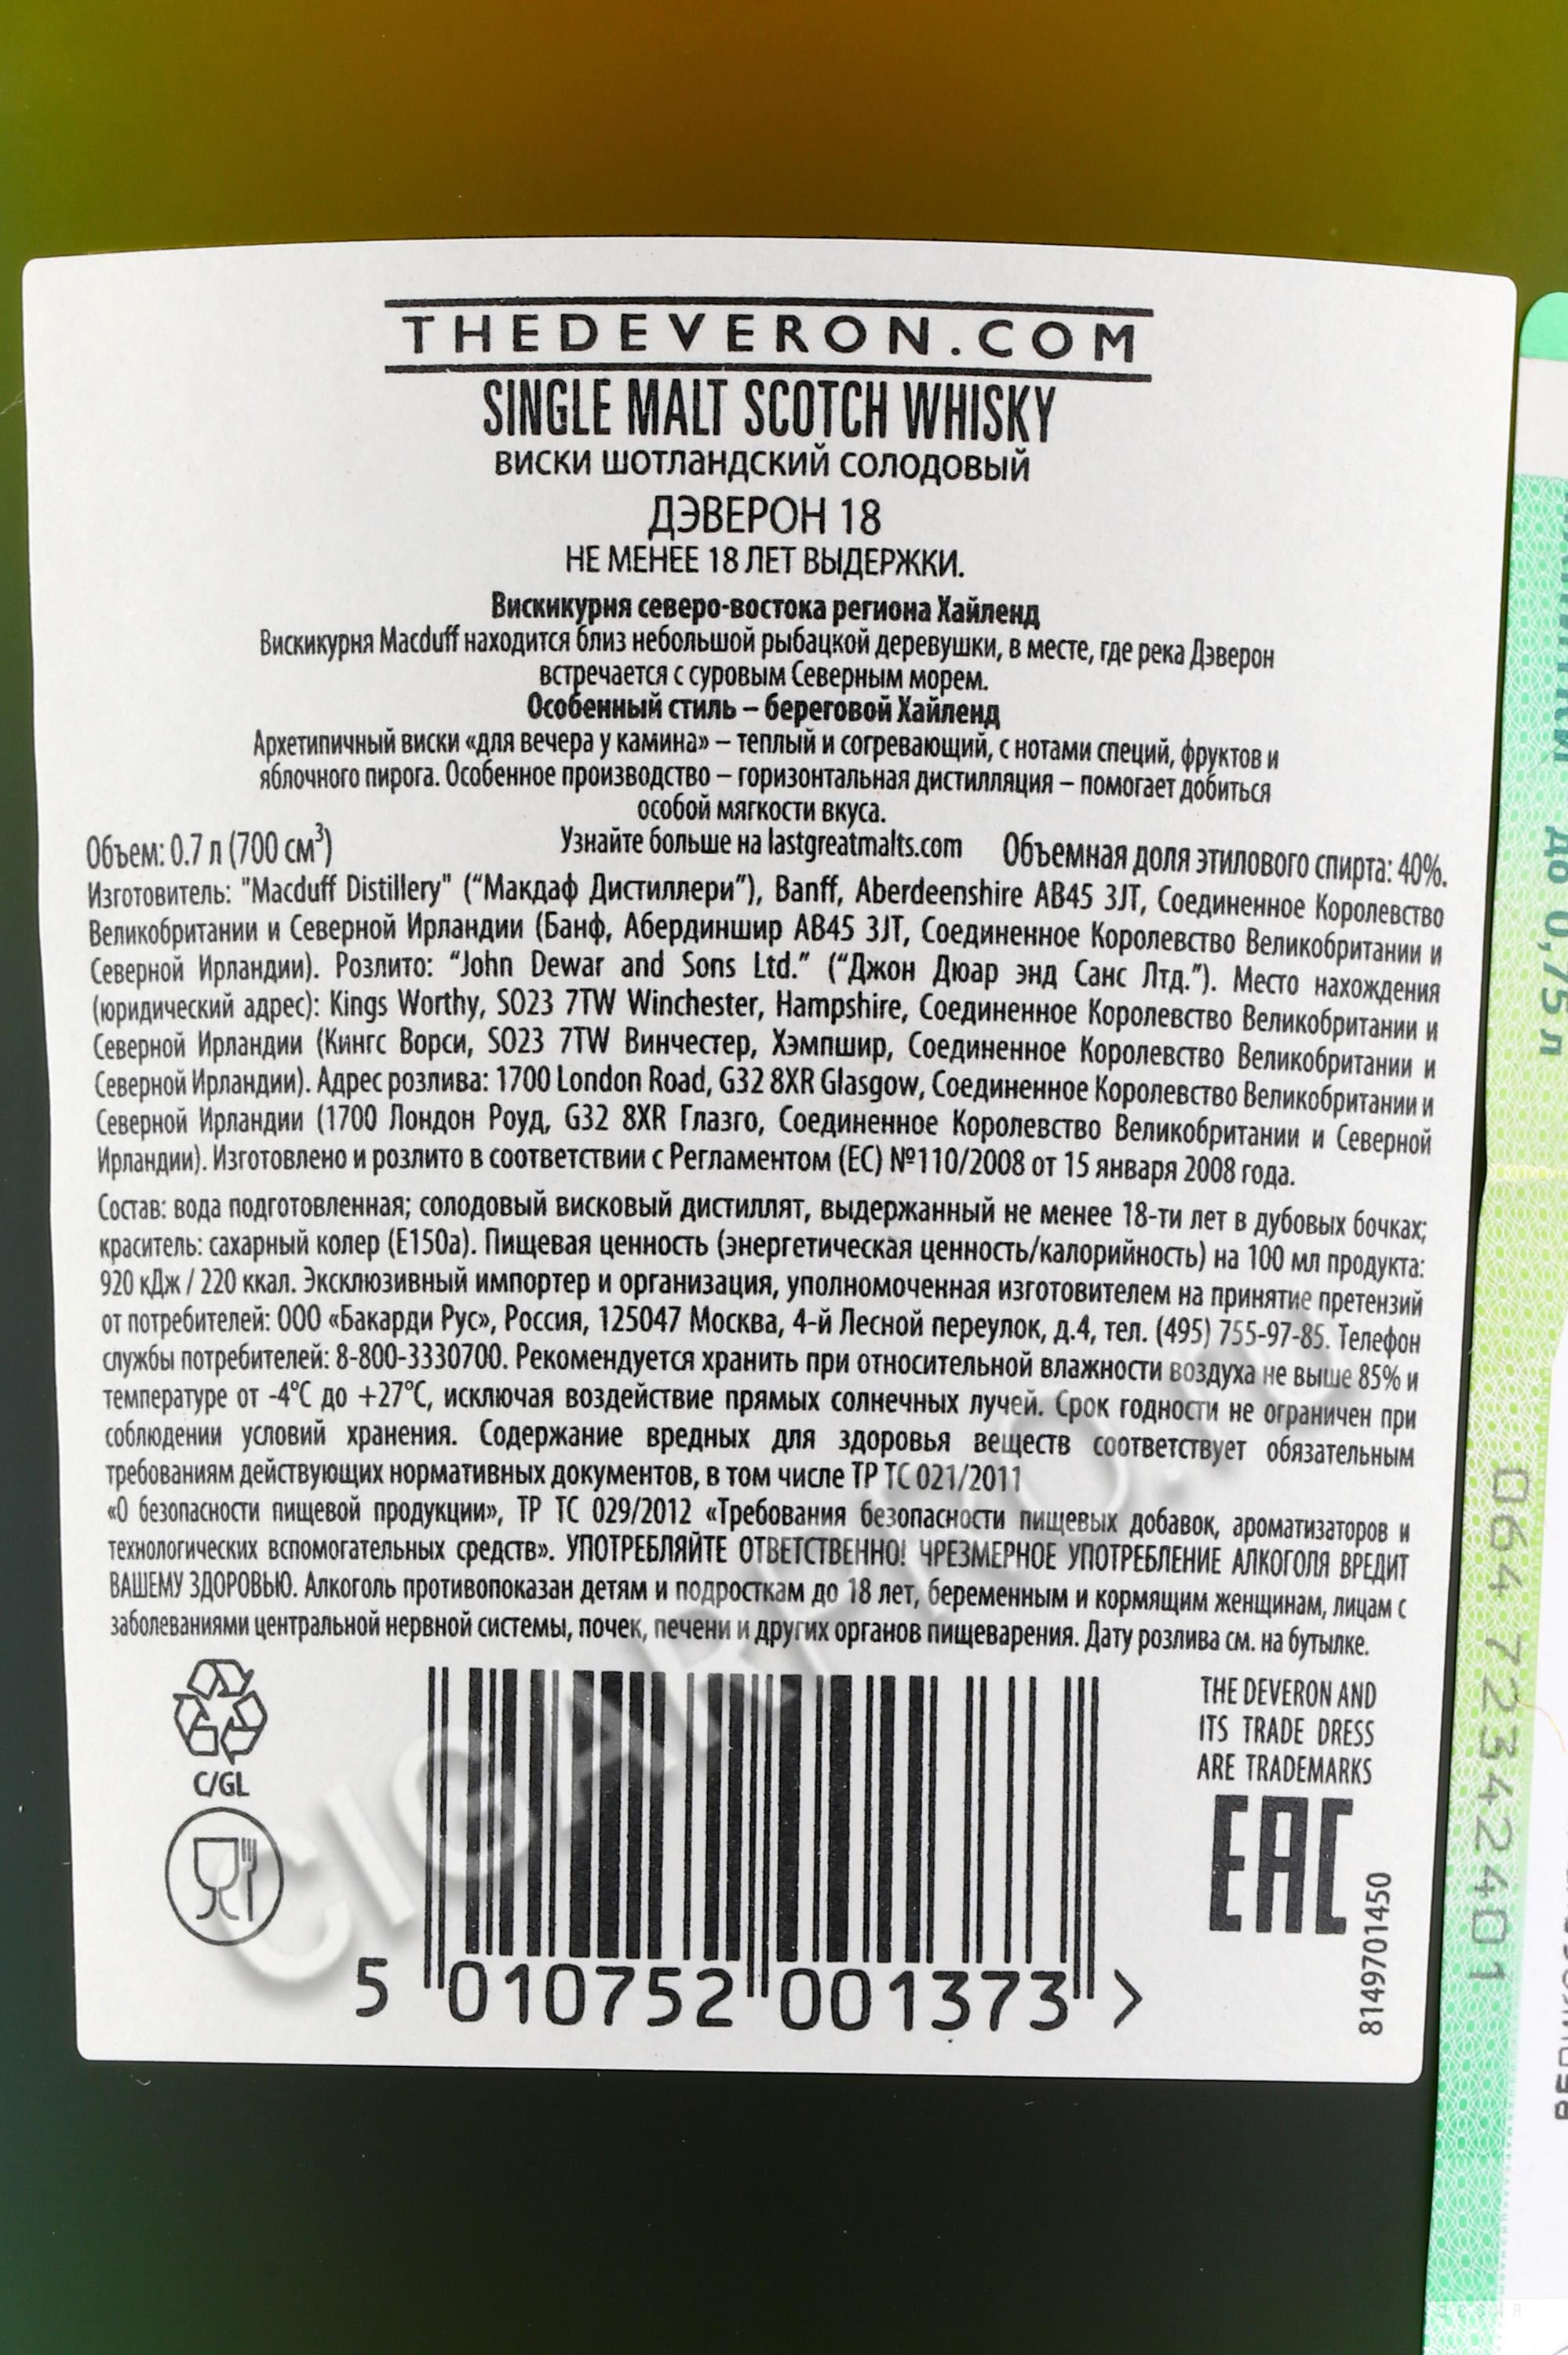 THEDEVERON.COM
SINGLE MALT SCOTCH WHISKY
ВИСКИ ШОТЛАНДСКИЙ СОЛОДОВЫЙ
ДЭВЕРОН 18
НЕ МЕНЕЕ 18 ЛЕТ ВЫДЕРЖКИ.
Вискикурня северо-востока региона Хайленд
Вискикурня Macduff находится близ небольшой рыбацкой деревушки, в месте, где река Дэверон
встречается с суровым Северным морем.
Особенный стиль – береговой Хайленд
Архетипичный виски «для вечера у камина» – теплый и согревающий, с нотами специй, фруктов и
яблочного пирога. Особенное производство – горизонтальная дистилляция – помогает добиться
особой мягкости вкуса.
Объем: 0.7 л (700 см³) Узнайте больше на lastgreatmalts.com Объемная доля этилового спирта: 40%.
Изготовитель: "Macduff Distillery" (“Макдаф Дистиллери”), Banff, Aberdeenshire AB45 3JT, Соединенное Королевство
Великобритании и Северной Ирландии (Банф, Абердиншир AB45 3JT, Соединенное Королевство Великобритании и
Северной Ирландии). Розлито: “John Dewar and Sons Ltd.” (“Джон Дюар энд Санс Лтд.”). Место нахождения
(юридический адрес): Kings Worthy, SO23 7TW Winchester, Hampshire, Соединенное Королевство Великобритании и
Северной Ирландии (Кингс Ворси, SO23 7TW Винчестер, Хэмпшир, Соединенное Королевство Великобритании и
Северной Ирландии). Адрес розлива: 1700 London Road, G32 8XR Glasgow, Соединенное Королевство Великобритании и
Северной Ирландии (1700 Лондон Роуд, G32 8XR Глазго, Соединенное Королевство Великобритании и Северной
Ирландии). Изготовлено и розлито в соответствии с Регламентом (ЕС) №110/2008 от 15 января 2008 года.
Состав: вода подготовленная; солодовый висковый дистиллят, выдержанный не менее 18-ти лет в дубовых бочках;
краситель: сахарный колер (E150a). Пищевая ценность (энергетическая ценность/калорийность) на 100 мл продукта:
920 кДж / 220 ккал. Эксклюзивный импортер и организация, уполномоченная изготовителем на принятие претензий
от потребителей: ООО «Бакарди Рус», Россия, 125047 Москва, 4-й Лесной переулок, д.4, тел. (495) 755-97-85. Телефон
службы потребителей: 8-800-3330700. Рекомендуется хранить при относительной влажности воздуха не выше 85% и
температуре от -4°C до +27°C, исключая воздействие прямых солнечных лучей. Срок годности не ограничен при
соблюдении условий хранения. Содержание вредных для здоровья веществ соответствует обязательным
требованиям действующих нормативных документов, в том числе ТР ТС 021/2011
«О безопасности пищевой продукции», ТР ТС 029/2012 «Требования безопасности пищевых добавок, ароматизаторов и
технологических вспомогательных средств». УПОТРЕБЛЯЙТЕ ОТВЕТСТВЕННО! ЧРЕЗМЕРНОЕ УПОТРЕБЛЕНИЕ АЛКОГОЛЯ ВРЕДИТ
ВАШЕМУ ЗДОРОВЬЮ. Алкоголь противопоказан детям и подросткам до 18 лет, беременным и кормящим женщинам, лицам с
заболеваниями центральной нервной системы, почек, печени и других органов пищеварения. Дату розлива см. на бутылке.
C/GL
THE DEVERON AND
ITS TRADE DRESS
ARE TRADEMARKS
EAC
8149701450
5 010752 001373 >
до 0,75 л
064 7234 2401
CIGARPRO.RU